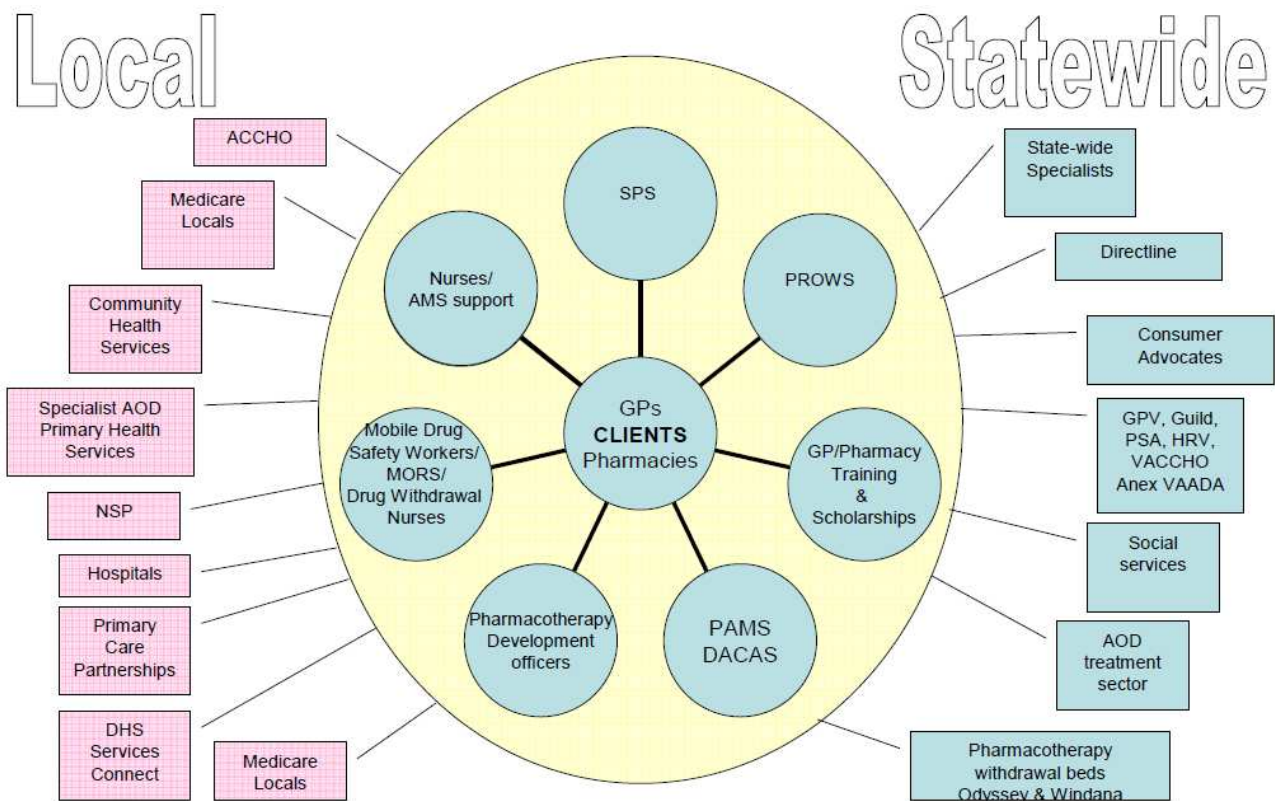 Local
Statewide
ACCHO
Medicare
Locals
Community
Health
Services
Specialist AOD
Primary Health
Services
NSP
Hospitals
Primary
Care
Partnerships
DHS
Services
Connect
Medicare
Locals
SPS
Nurses/
AMS support
PROWS
GPs
CLIENTS
Pharmacies
Mobile Drug
Safety Workers/
MORS/
Drug Withdrawal
Nurses
GP/Pharmacy
Training
&
Scholarships
Pharmacotherapy
Development
officers
PAMS
DACAS
State-wide
Specialists
Directline
Consumer
Advocates
GPV, Guild,
PSA, HRV,
VACCHO
Anex VAADA
Social
services
AOD
treatment
sector
Pharmacotherapy
withdrawal beds
Odyssey & Windana